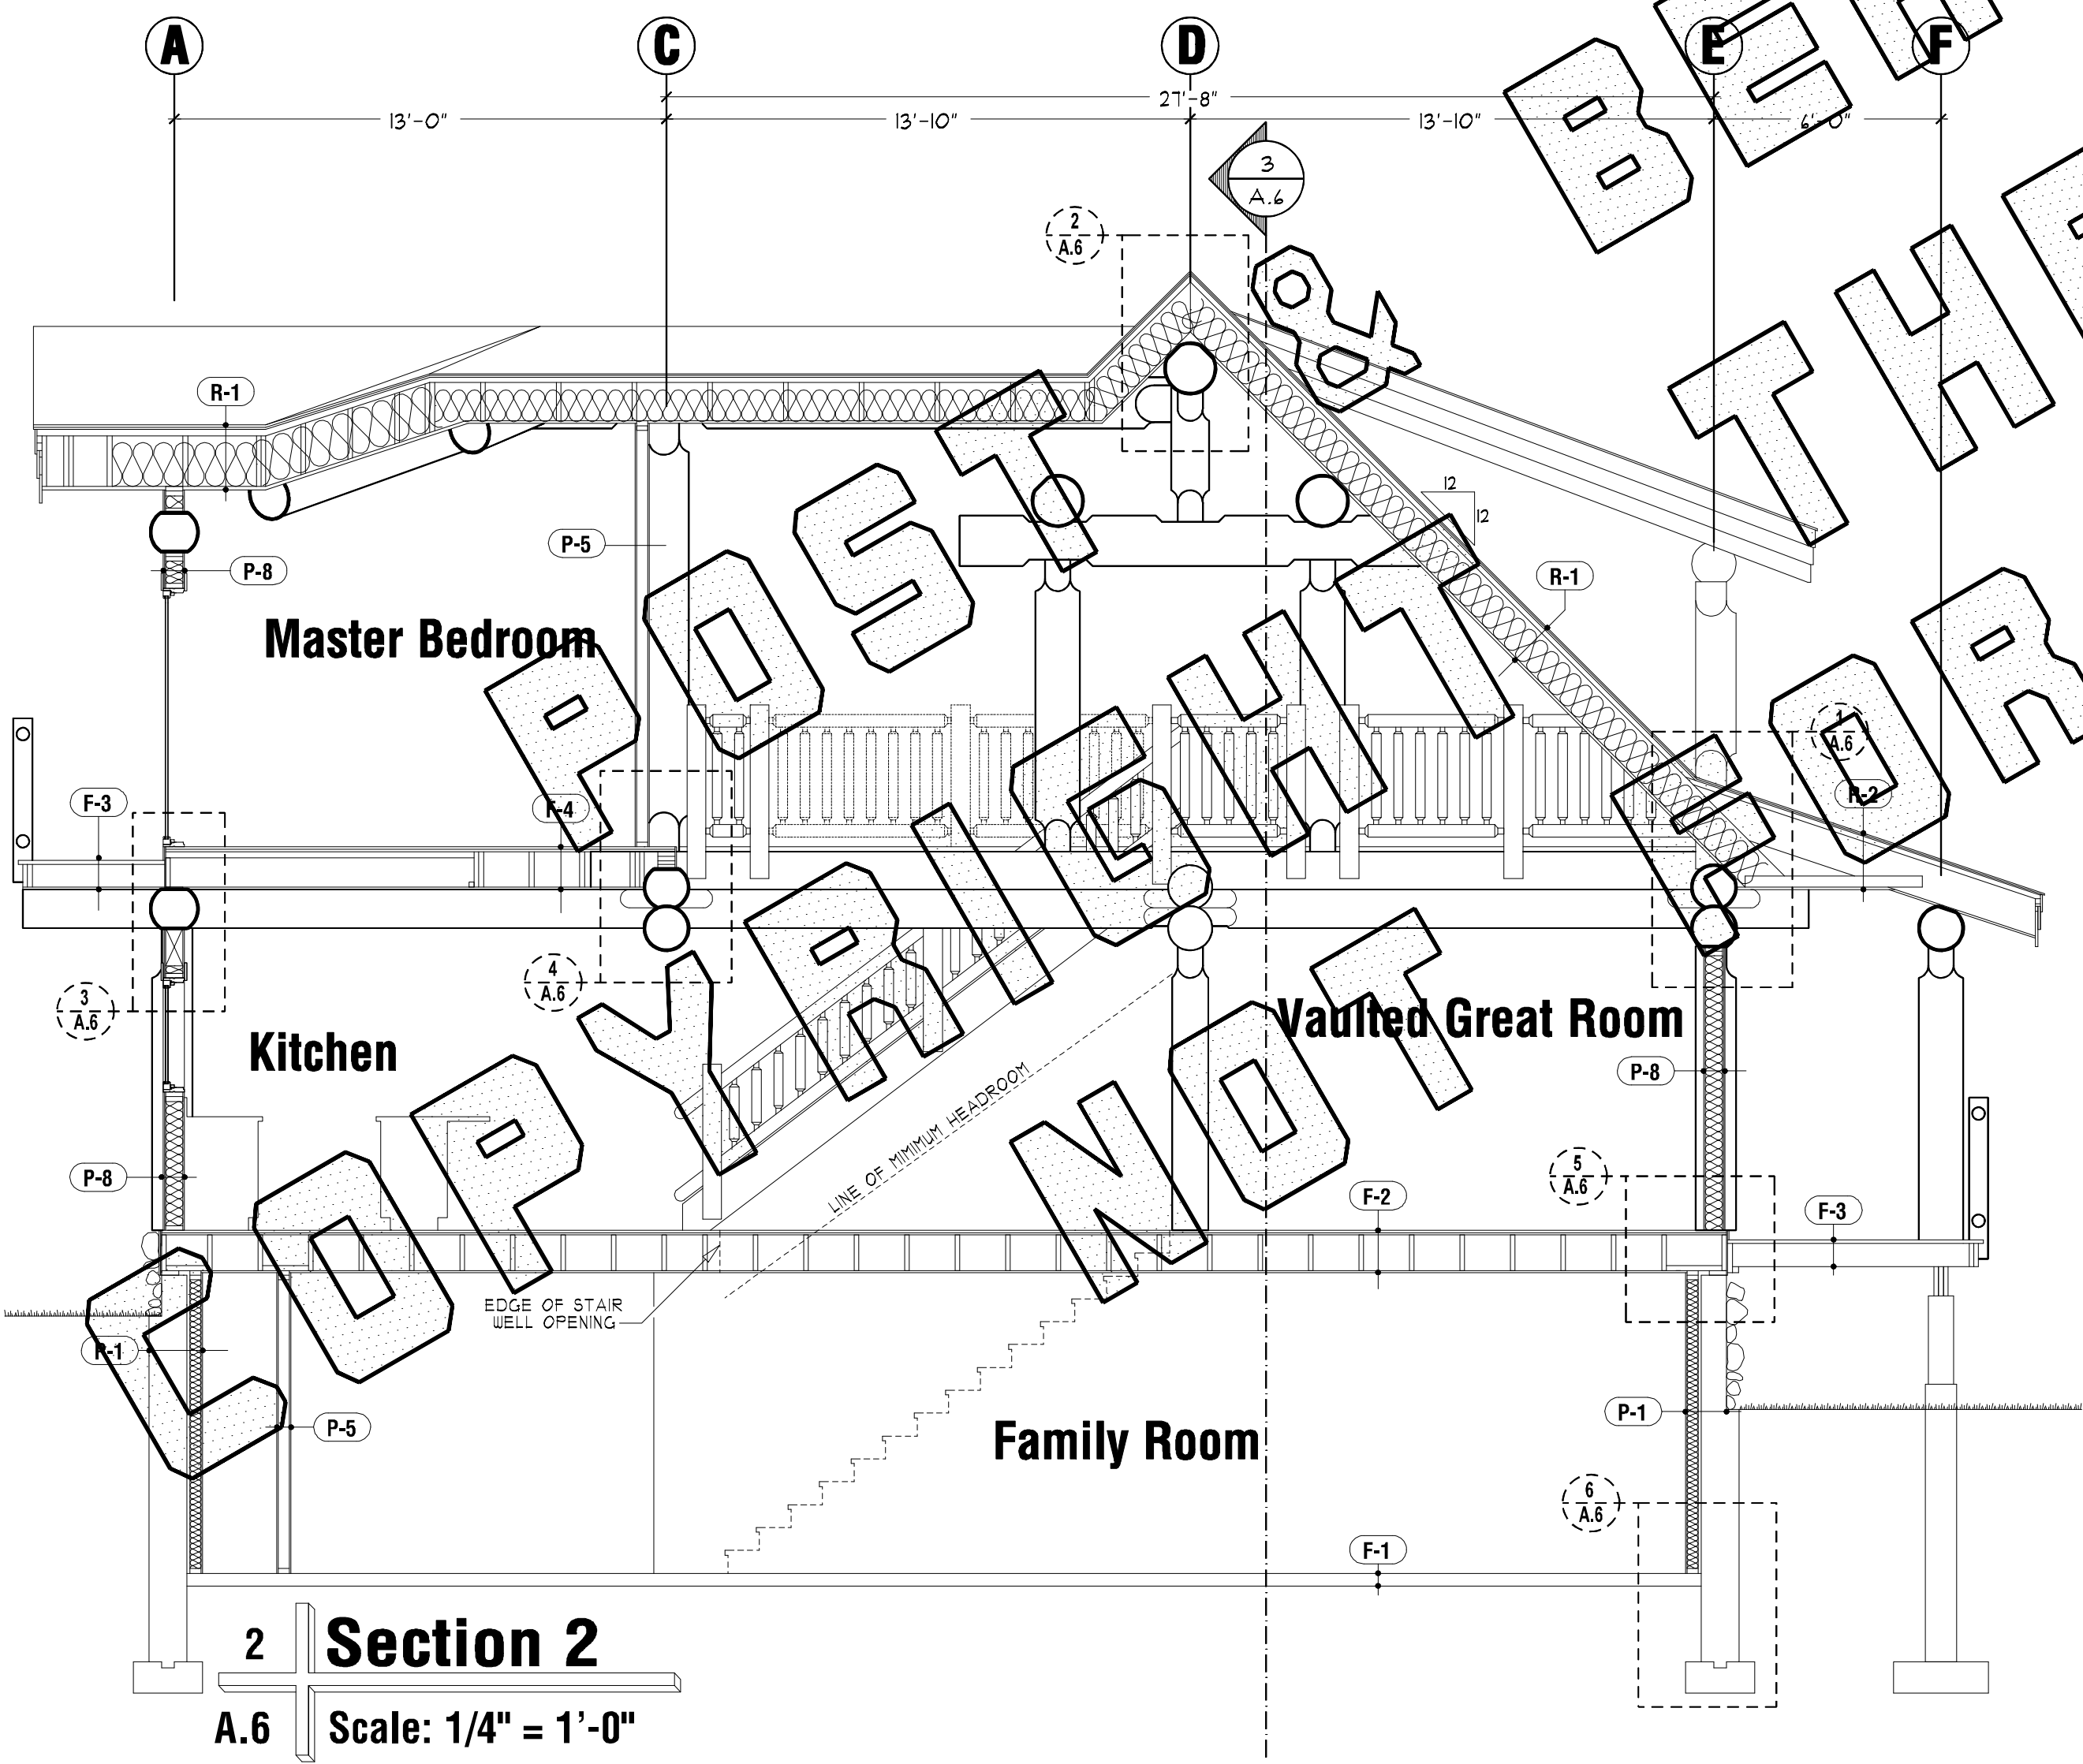 A
C
D
E
F
27'-8"
13'-0"
13'-10"
13'-10"
6'-0"
3
A.6
2
A.6
R-1
12
12
P-5
P-8
R-1
Master Bedroom
1
A.6
F-3
F-4
R-2
4
A.6
3
A.6
Kitchen
Vaulted Great Room
P-8
LINE OF MIMIMUM HEADROOM
P-8
5
A.6
F-2
F-3
EDGE OF STAIR
WELL OPENING
P-1
P-5
P-1
Family Room
6
A.6
F-1
2
Section 2
A.6
Scale: 1/4" = 1'-0"
POST &
COPYRIGHT
NOT